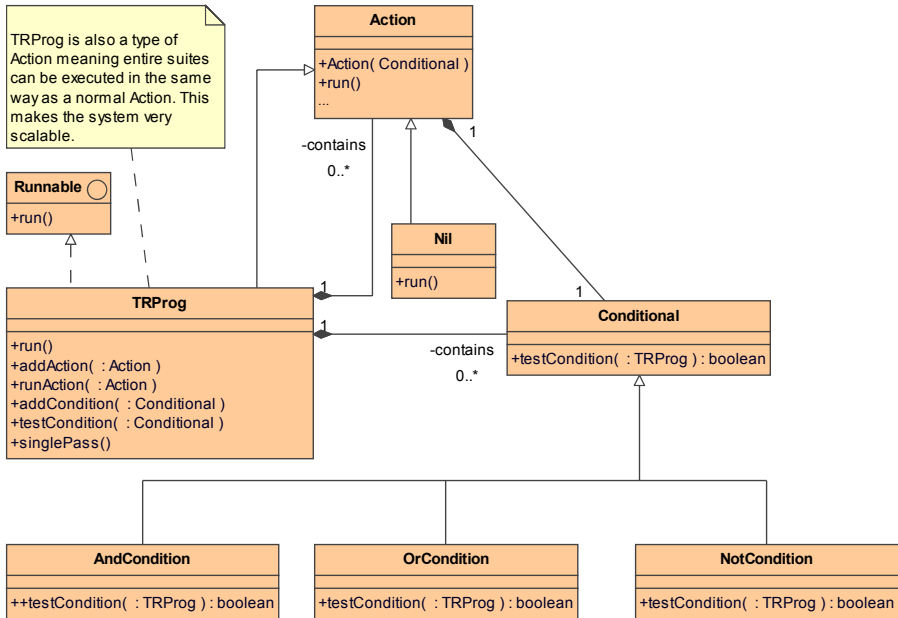 TRProg is also a type of
Action meaning entire suites
can be executed in the same
way as a normal Action. This
makes the system very
scalable.
Action
+Action( Conditional )
+run()
...
-contains
0..*
1
Runnable
+run()
Nil
+run()
TRProg
+run()
+addAction( : Action )
+runAction( : Action )
+addCondition( : Conditional )
+testCondition( : Conditional )
+singlePass()
1
1
-contains
0..*
1
Conditional
+testCondition( : TRProg ) : boolean
AndCondition
++testCondition( : TRProg ) : boolean
OrCondition
+testCondition( : TRProg ) : boolean
NotCondition
+testCondition( : TRProg ) : boolean